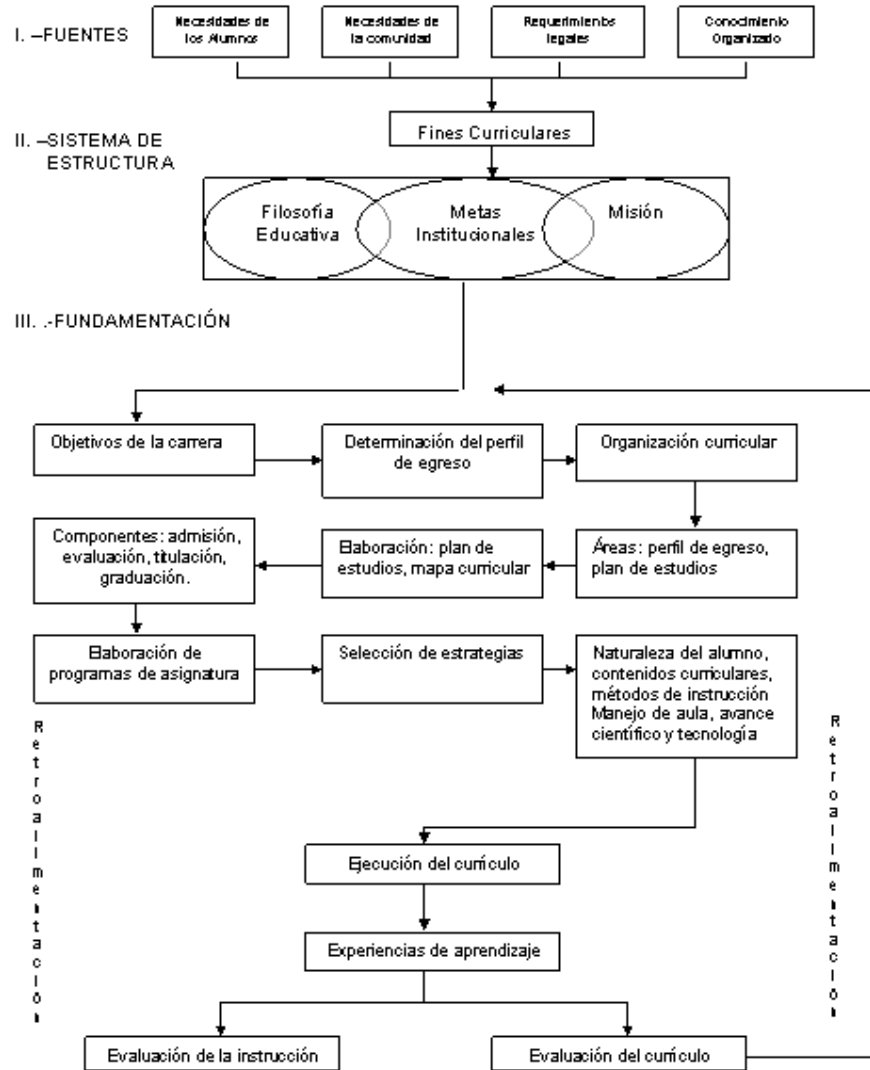 I. –FUENTES
Necesidades de
los Alumnos
Necesidades de
la comunidad
Requerimientos
legales
Conocimiento
Organizado
Fines Curriculares
II. –SISTEMA DE
ESTRUCTURA
Filosofía
Educativa
Metas
Institucionales
Misión
III. .-FUNDAMENTACIÓN
Objetivos de la carrera
Determinación del perfil
de egreso
Organización curricular
Componentes: admisión,
evaluación, titulación,
graduación.
Elaboración: plan de
estudios, mapa curricular
Áreas: perfil de egreso,
plan de estudios
Elaboración de
programas de asignatura
Selección de estrategias
Naturaleza del alumno,
contenidos curriculares,
métodos de instrucción
Manejo de aula, avance
científico y tecnología
Retroalimentación
Retroalimentación
Ejecución del currículo
Experiencias de aprendizaje
Evaluación de la instrucción
Evaluación del currículo